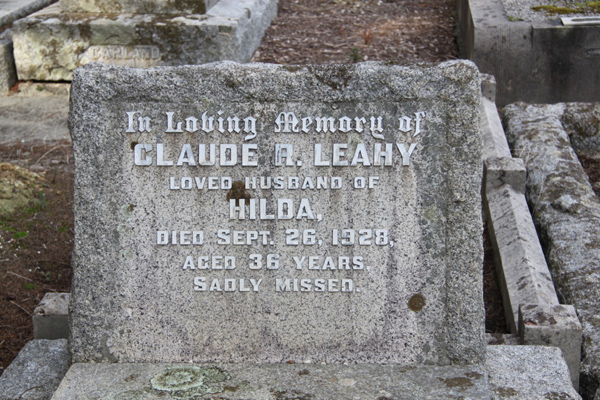 In Loving Memory of
CLAUDE A. LEAHY
LOVED HUSBAND OF
HILDA,
DIED SEPT. 26, 1928,
AGED 36 YEARS.
SADLY MISSED.